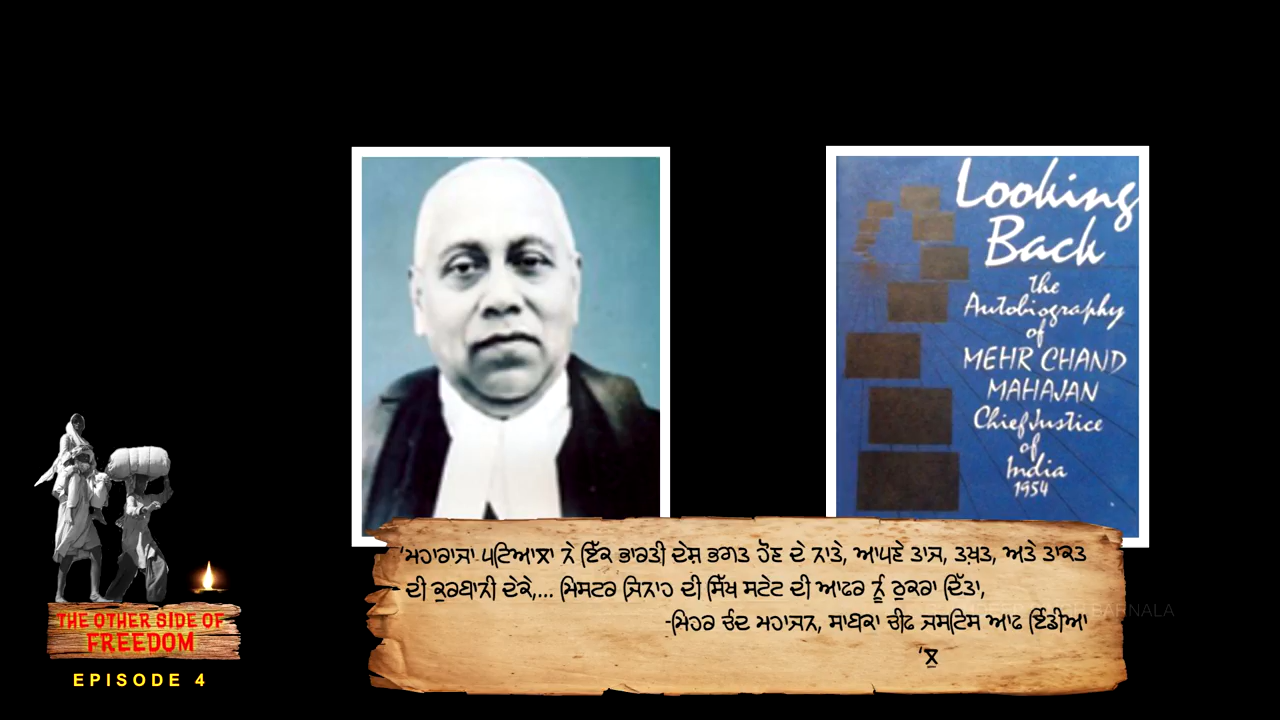 Looking
Back
the
Autobiography
of
MEHR CHAND
MAHAJAN
Chief Justice
of
India
1954
'ਮਹਾਰਾਜਾ ਪਟਿਆਲਾ ਨੇ ਇੱਕ ਭਾਰਤੀ ਦੇਸ਼ ਭਗਤ ਹੋਣ ਦੇ ਨਾਤੇ, ਆਪਣੇ ਤਾਜ, ਤਖ਼ਤ, ਅਤੇ ਤਾਕਤ
ਦੀ ਕੁਰਬਾਨੀ ਦੇਕੇ,... ਮਿਸਟਰ ਜਿਨਾਹ ਦੀ ਸਿੱਖ ਸਟੇਟ ਦੀ ਆਫਰ ਨੂੰ ਠੁਕਰਾ ਦਿੱਤਾ,
-ਮਿਹਰ ਚੰਦ ਮਹਾਜਨ, ਸਾਬਕਾ ਚੀਫ ਜਸਟਿਸ ਆਫ ਇੰਡੀਆ
BARNALA
THE OTHER SIDE OF
FREEDOM
EPISODE 4